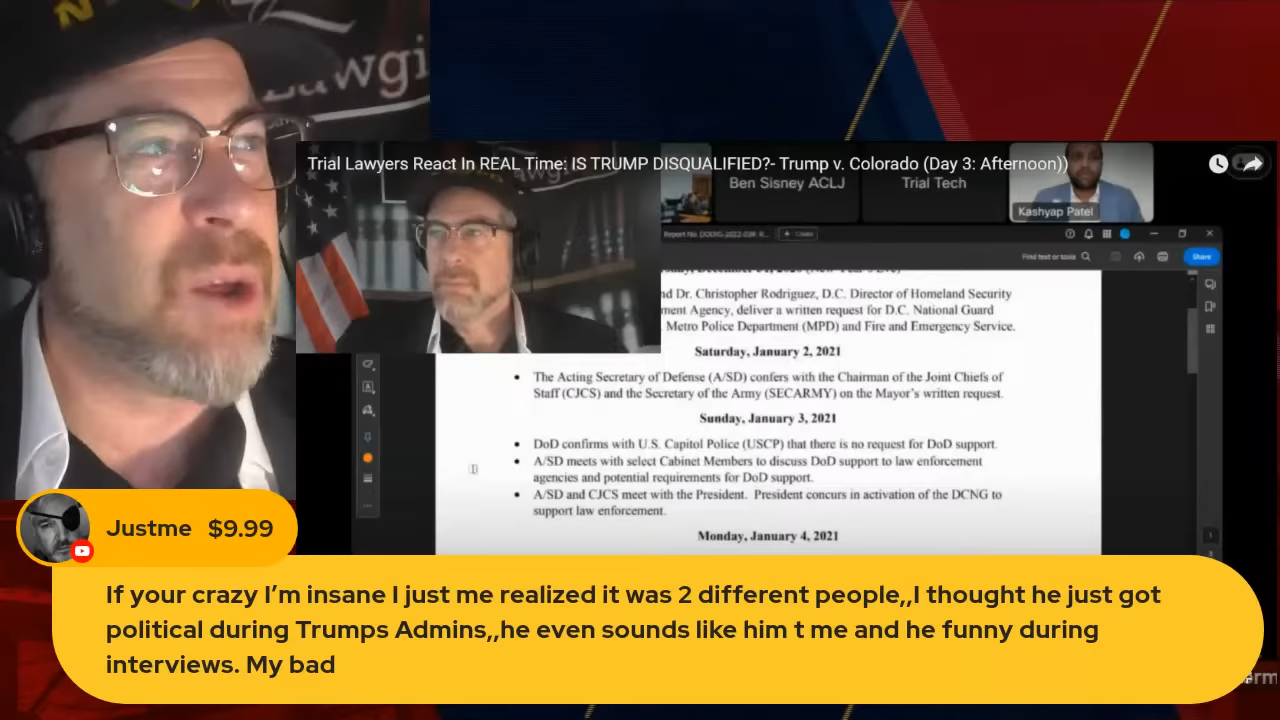 awgi
Trial Lawyers React In REAL Time: IS TRUMP DISQUALIFIED?- Trump v. Colorado (Day 3: Afternoon))
Ben Sisney ACLJ
Trial Tech
Kashyap Patel
Report No. DODIG-2022-039: R...
+ Create
Find text or tools
Share
nd Dr. Christopher Rodriguez, D.C. Director of Homeland Security
ment Agency, deliver a written request for D.C. National Guard
Metro Police Department (MPD) and Fire and Emergency Service.
Saturday, January 2, 2021
• The Acting Secretary of Defense (A/SD) confers with the Chairman of the Joint Chiefs of
Staff (CJCS) and the Secretary of the Army (SECARMY) on the Mayor's written request.
Sunday, January 3, 2021
• DoD confirms with U.S. Capitol Police (USCP) that there is no request for DoD support.
• A/SD meets with select Cabinet Members to discuss DoD support to law enforcement
agencies and potential requirements for DoD support.
• A/SD and CJCS meet with the President. President concurs in activation of the DCNG to
support law enforcement.
Monday, January 4, 2021
Justme $9.99
If your crazy I'm insane I just me realized it was 2 different people,,I thought he just got
political during Trumps Admins,,he even sounds like him t me and he funny during
interviews. My bad